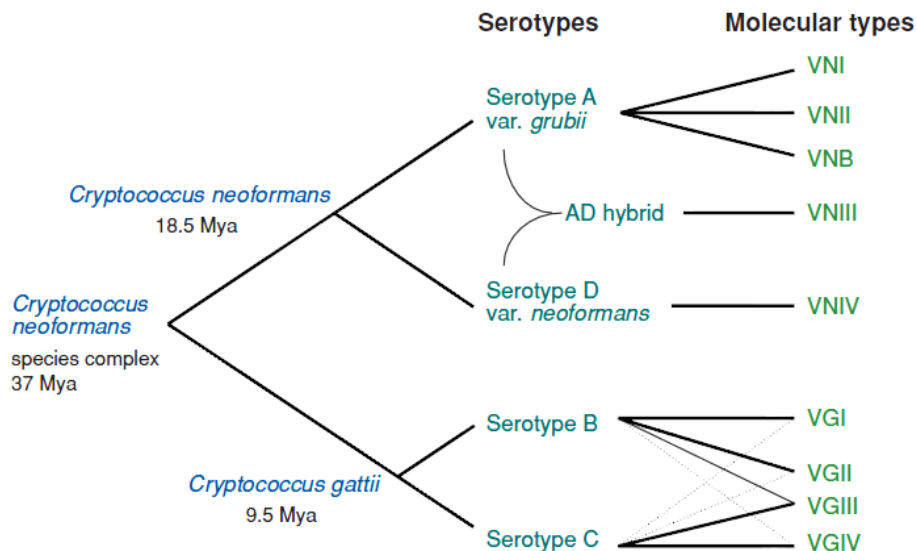 Serotypes
Molecular types
VNI
Serotype A
var. grubii
VNII
VNB
Cryptococcus neoformans
18.5 Mya
AD hybrid
VNIII
Cryptococcus
neoformans
species complex
37 Mya
Serotype D
var. neoformans
VNIV
Serotype B
VGI
VGII
Cryptococcus gattii
9.5 Mya
VGIII
Serotype C
VGIV